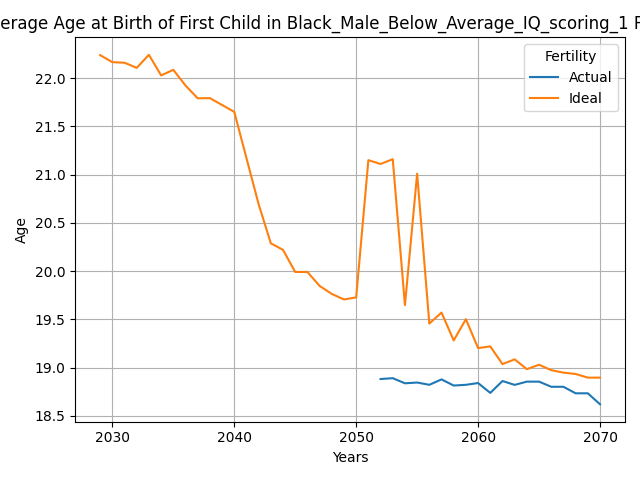 erage Age at Birth of First Child in Black_Male_Below_Average_IQ_scoring_1
Fertility
Actual
Ideal
22.0
21.5
21.0
20.5
20.0
19.5
19.0
18.5
Age
2030 2040 2050 2060 2070
Years